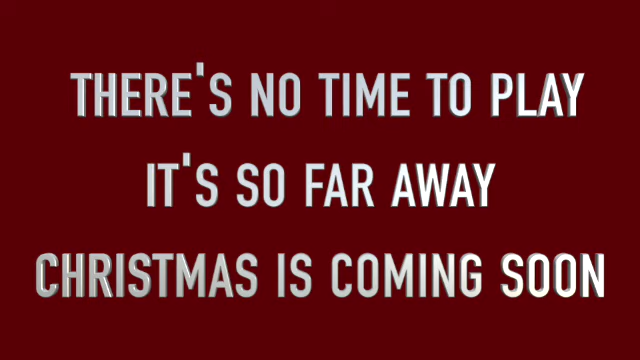 THERE'S NO TIME TO PLAY
IT'S SO FAR AWAY
CHRISTMAS IS COMING SOON